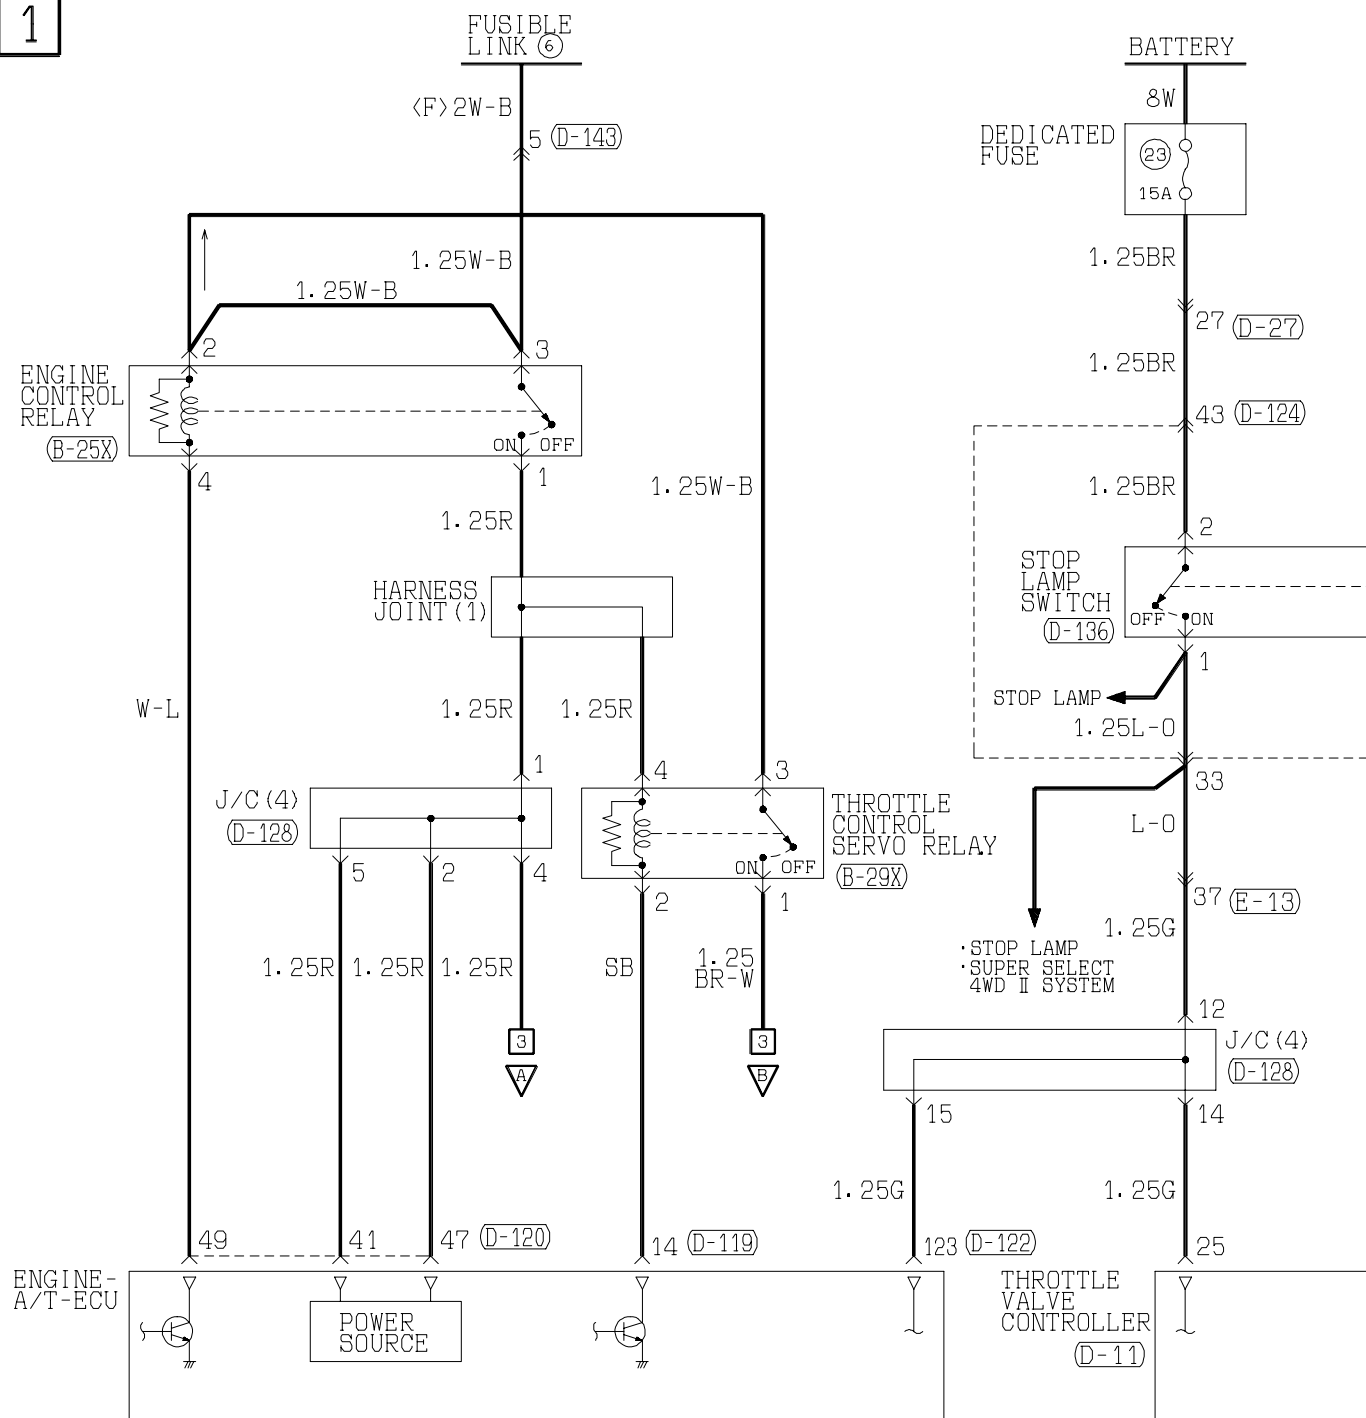 1
FUSIBLE
LINK 6
BATTERY
<F>2W-B
8W
5 D-143
DEDICATED
FUSE
23
15A
1.25W-B
1.25BR
1.25W-B
27 D-27
2
3
1.25BR
ENGINE
CONTROL
RELAY
B-25X
ON OFF
43 D-124
4
1
1.25W-B
1.25BR
1.25R
2
STOP
LAMP
SWITCH
D-136
OFF ON
HARNESS
JOINT(1)
1
STOP LAMP
W-L
1.25R
1.25R
1.25L-O
1
4
3
33
J/C(4)
D-128
THROTTLE
CONTROL
SERVO RELAY
B-29X
ON OFF
L-O
5
2
4
2
1
37 E-13
1.25G
1.25R
1.25R
1.25R
SB
1.25
BR-W
·STOP LAMP
·SUPER SELECT
4WD Ⅱ SYSTEM
12
3
3
J/C(4)
D-128
A
B
15
14
1.25G
1.25G
49
41
47 D-120
14 D-119
123 D-122
25
ENGINE-
A/T-ECU
POWER
SOURCE
THROTTLE
VALVE
CONTROLLER
D-11